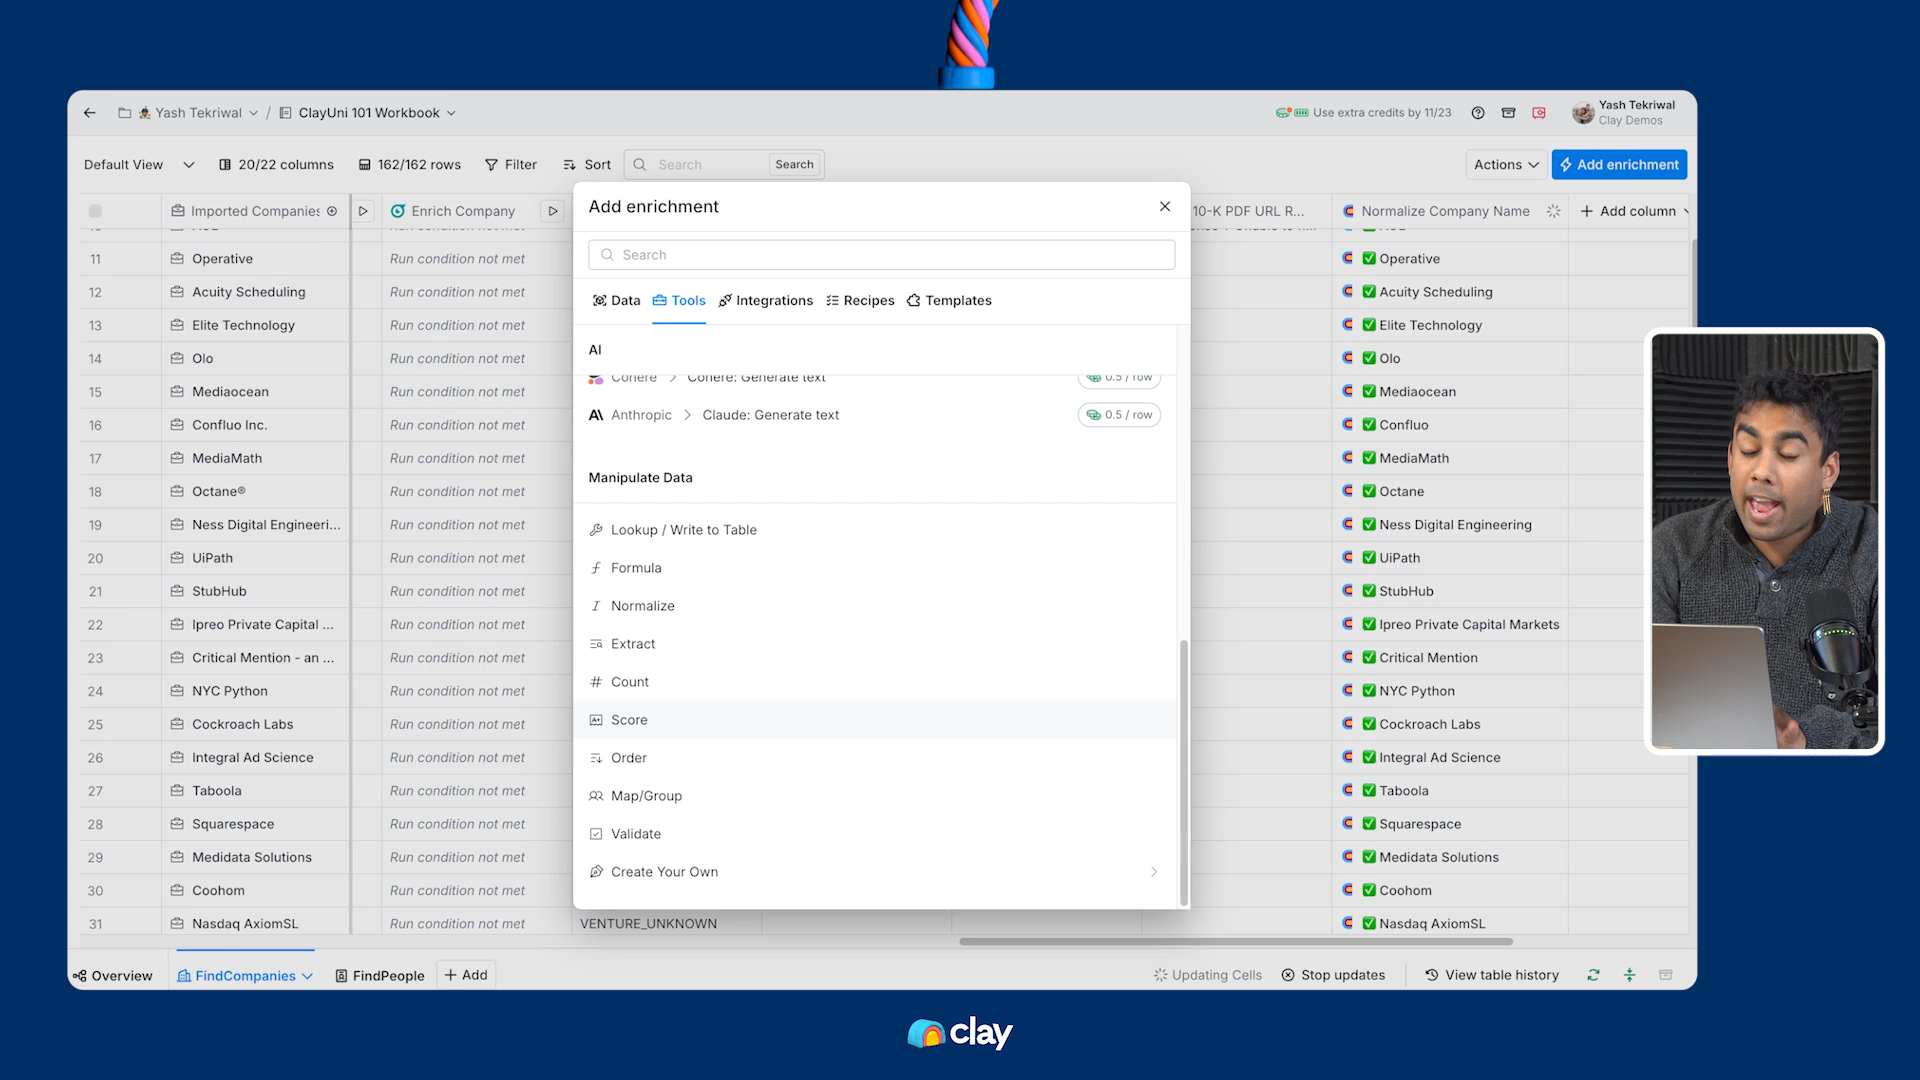 Yash Tekriwal / ClayUni 101 Workbook
Use extra credits by 11/23
Yash Tekriwal
Clay Demos
Default View
20/22 columns
162/162 rows
Filter
Sort
Search
Search
Actions
Add enrichment
Imported Companies
Enrich Company
10-K PDF URL R...
Normalize Company Name
Add column
Run condition not met
11 Operative Run condition not met Operative
12 Acuity Scheduling Run condition not met Acuity Scheduling
13 Elite Technology Run condition not met Elite Technology
14 Olo Run condition not met Olo
15 Mediaocean Run condition not met Mediaocean
16 Confluo Inc. Run condition not met Confluo
17 MediaMath Run condition not met MediaMath
18 Octane® Run condition not met Octane
19 Ness Digital Engineeri... Run condition not met Ness Digital Engineering
20 UiPath Run condition not met UiPath
21 StubHub Run condition not met StubHub
22 Ipreo Private Capital ... Run condition not met Ipreo Private Capital Markets
23 Critical Mention - an ... Run condition not met Critical Mention
24 NYC Python Run condition not met NYC Python
25 Cockroach Labs Run condition not met Cockroach Labs
26 Integral Ad Science Run condition not met Integral Ad Science
27 Taboola Run condition not met Taboola
28 Squarespace Run condition not met Squarespace
29 Medidata Solutions Run condition not met Medidata Solutions
30 Coohom Run condition not met Coohom
31 Nasdaq AxiomSL Run condition not met VENTURE_UNKNOWN Nasdaq AxiomSL
Add enrichment
Search
Data
Tools
Integrations
Recipes
Templates
AI
Cohere > Cohere: Generate text 0.5 / row
Anthropic > Claude: Generate text 0.5 / row
Manipulate Data
Lookup / Write to Table
Formula
Normalize
Extract
Count
Score
Order
Map/Group
Validate
Create Your Own
Overview
FindCompanies
FindPeople
Add
Updating Cells
Stop updates
View table history
clay